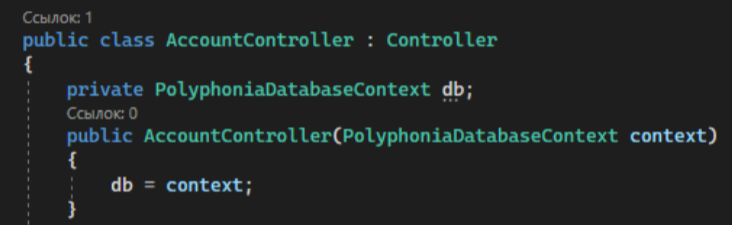 Ссылок: 1
public class AccountController : Controller
{
private PolyphoniaDatabaseContext db;
Ссылок: 0
public AccountController(PolyphoniaDatabaseContext context)
{
db = context;
}